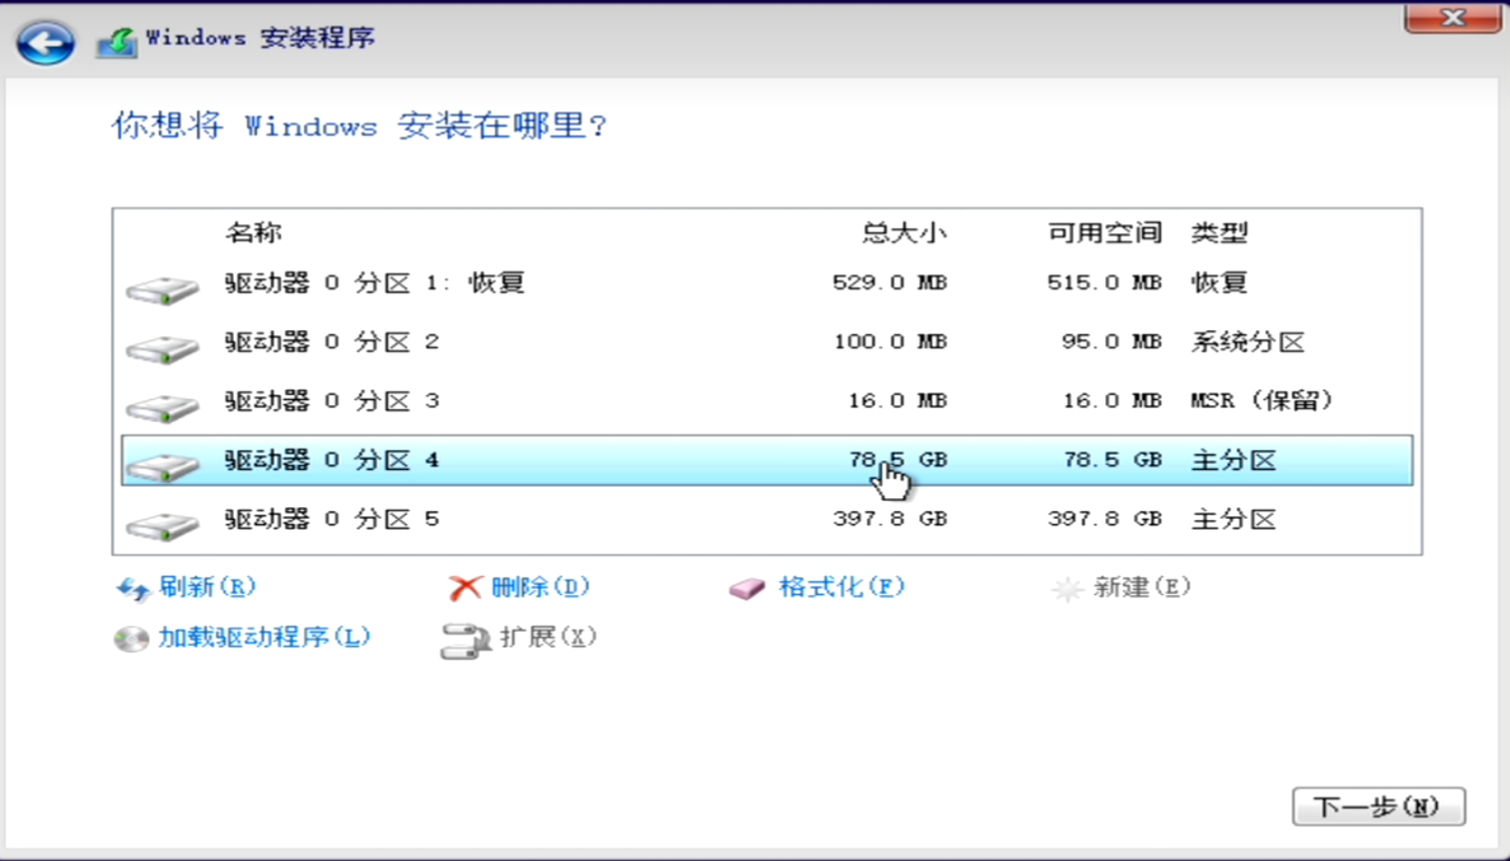 Windows 安装程序
你想将 Windows 安装在哪里?
名称 总大小 可用空间 类型
驱动器 0 分区 1: 恢复 529.0 MB 515.0 MB 恢复
驱动器 0 分区 2 100.0 MB 95.0 MB 系统分区
驱动器 0 分区 3 16.0 MB 16.0 MB MSR (保留)
驱动器 0 分区 4 78.5 GB 78.5 GB 主分区
驱动器 0 分区 5 397.8 GB 397.8 GB 主分区
刷新(R) 删除(D) 格式化(F) 新建(E)
加载驱动程序(L) 扩展(X)
下一步(N)